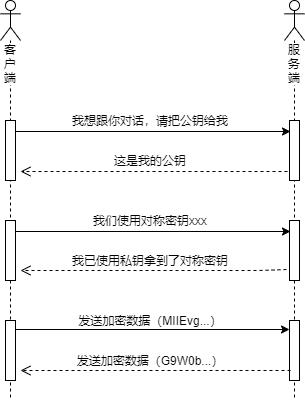 客户端
服务端
我想跟你对话，请把公钥给我
这是我的公钥
我们使用对称密钥xxx
我已使用私钥拿到了对称密钥
发送加密数据（MIIEvg...）
发送加密数据（G9W0b...）